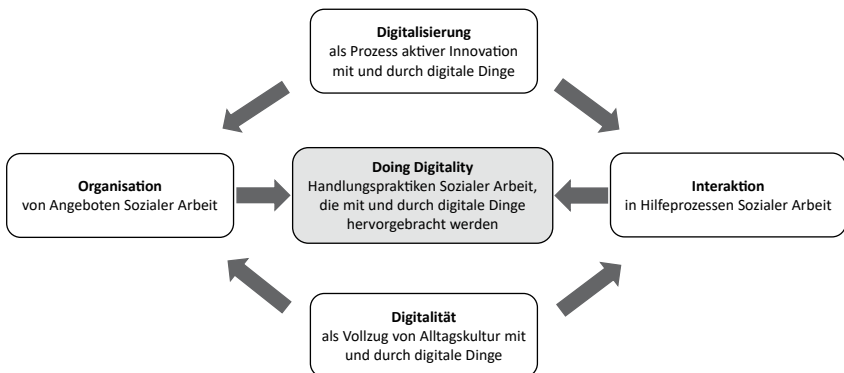 Digitalisierung
als Prozess aktiver Innovation
mit und durch digitale Dinge
Organisation
von Angeboten Sozialer Arbeit
Doing Digitality
Handlungspraktiken Sozialer Arbeit,
die mit und durch digitale Dinge
hervorgebracht werden
Interaktion
in Hilfeprozessen Sozialer Arbeit
Digitalität
als Vollzug von Alltagskultur mit
und durch digitale Dinge